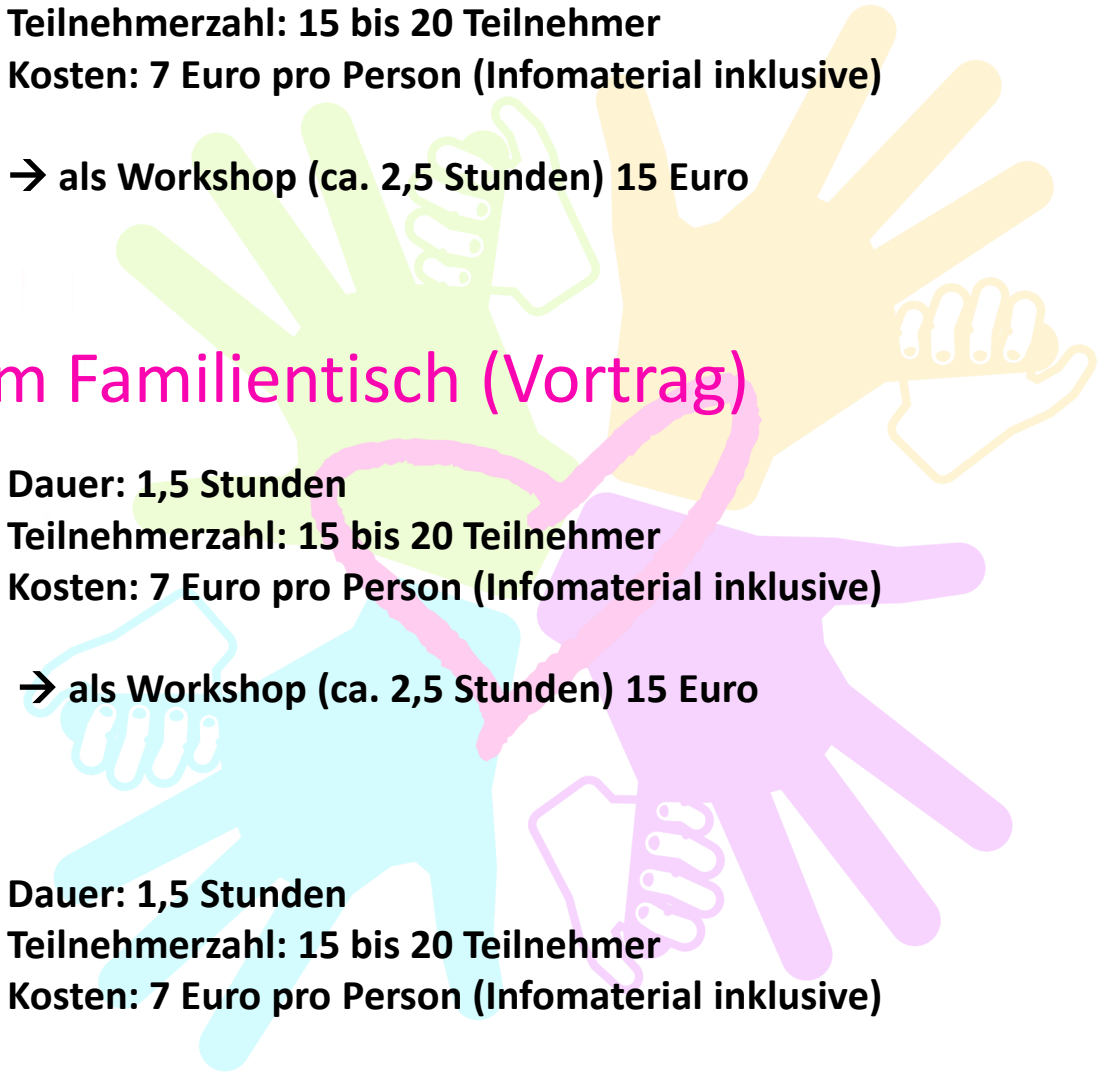 Teilnehmerzahl: 15 bis 20 Teilnehmer
Kosten: 7 Euro pro Person (Infomaterial inklusive)
→ als Workshop (ca. 2,5 Stunden) 15 Euro
m Familientisch (Vortrag)
Dauer: 1,5 Stunden
Teilnehmerzahl: 15 bis 20 Teilnehmer
Kosten: 7 Euro pro Person (Infomaterial inklusive)
→ als Workshop (ca. 2,5 Stunden) 15 Euro
Dauer: 1,5 Stunden
Teilnehmerzahl: 15 bis 20 Teilnehmer
Kosten: 7 Euro pro Person (Infomaterial inklusive)